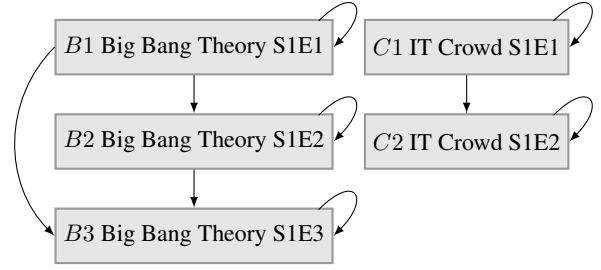 B1 Big Bang Theory S1E1
C1 IT Crowd S1E1
B2 Big Bang Theory S1E2
C2 IT Crowd S1E2
B3 Big Bang Theory S1E3